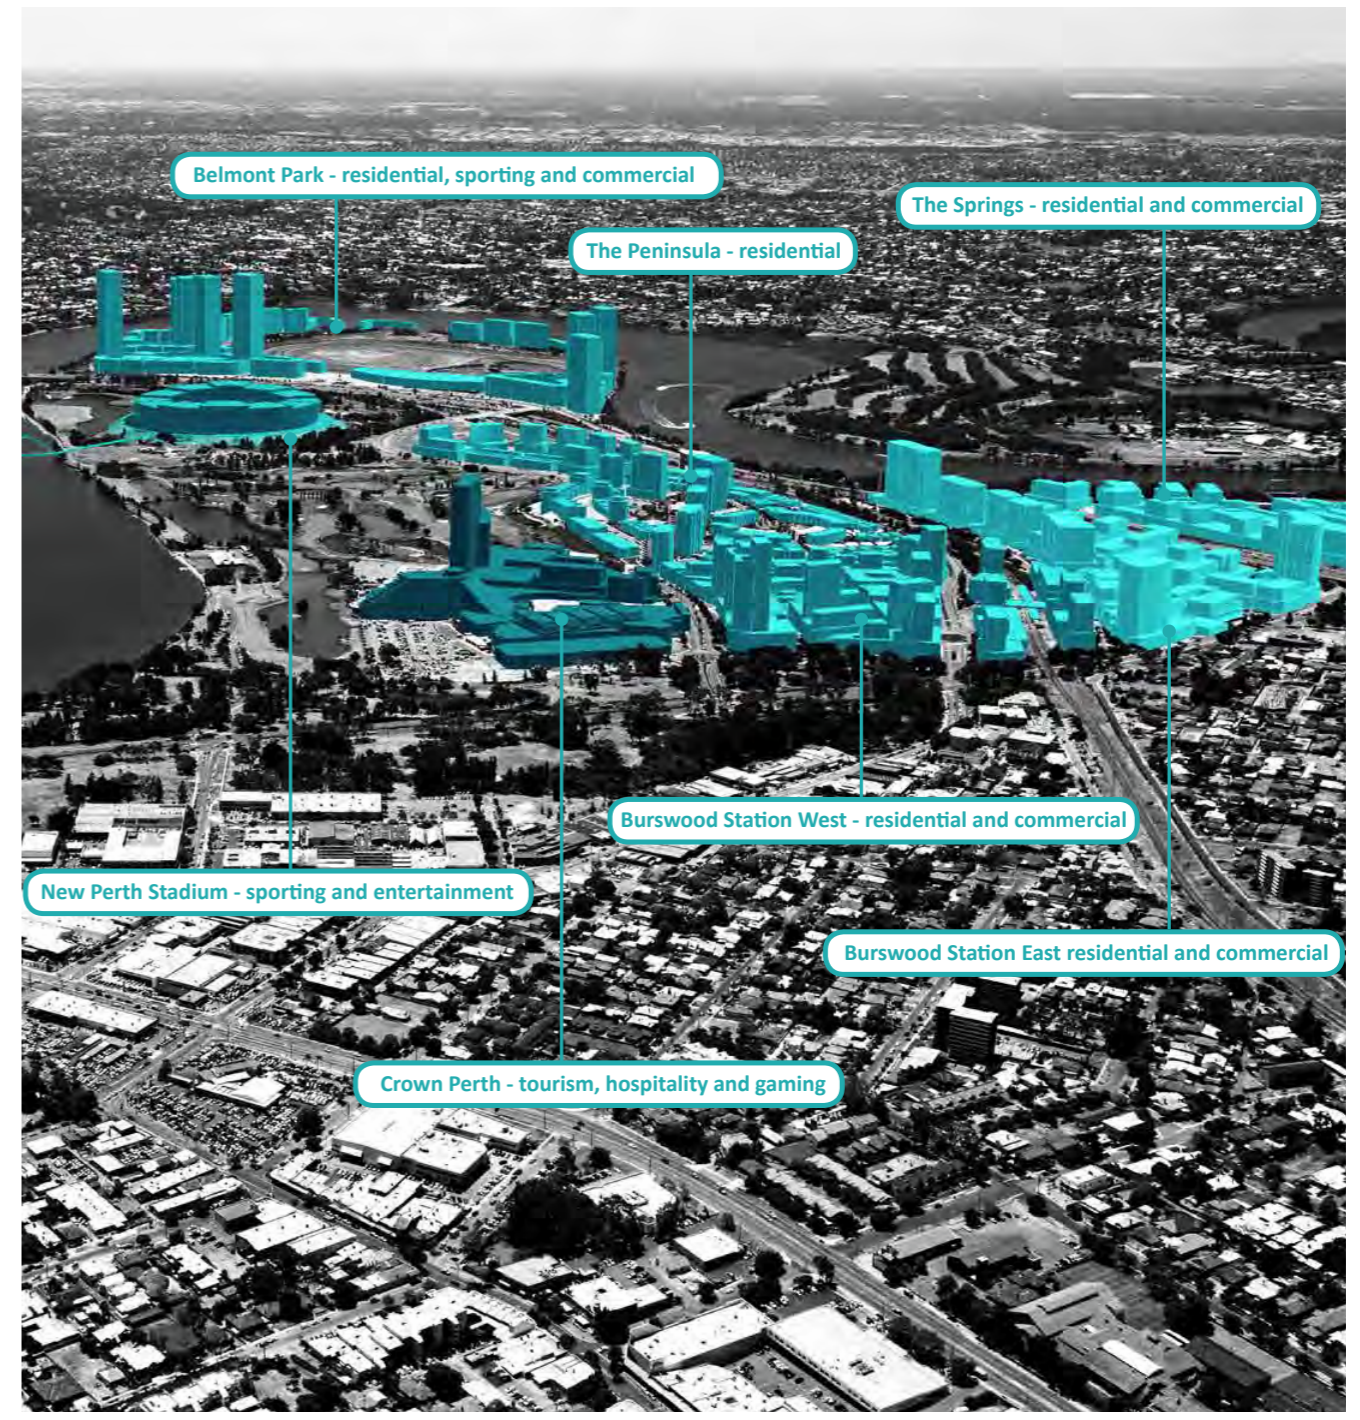 Belmont Park - residential, sporting and commercial
The Springs - residential and commercial
The Peninsula - residential
Burswood Station West - residential and commercial
New Perth Stadium - sporting and entertainment
Burswood Station East residential and commercial
Crown Perth - tourism, hospitality and gaming